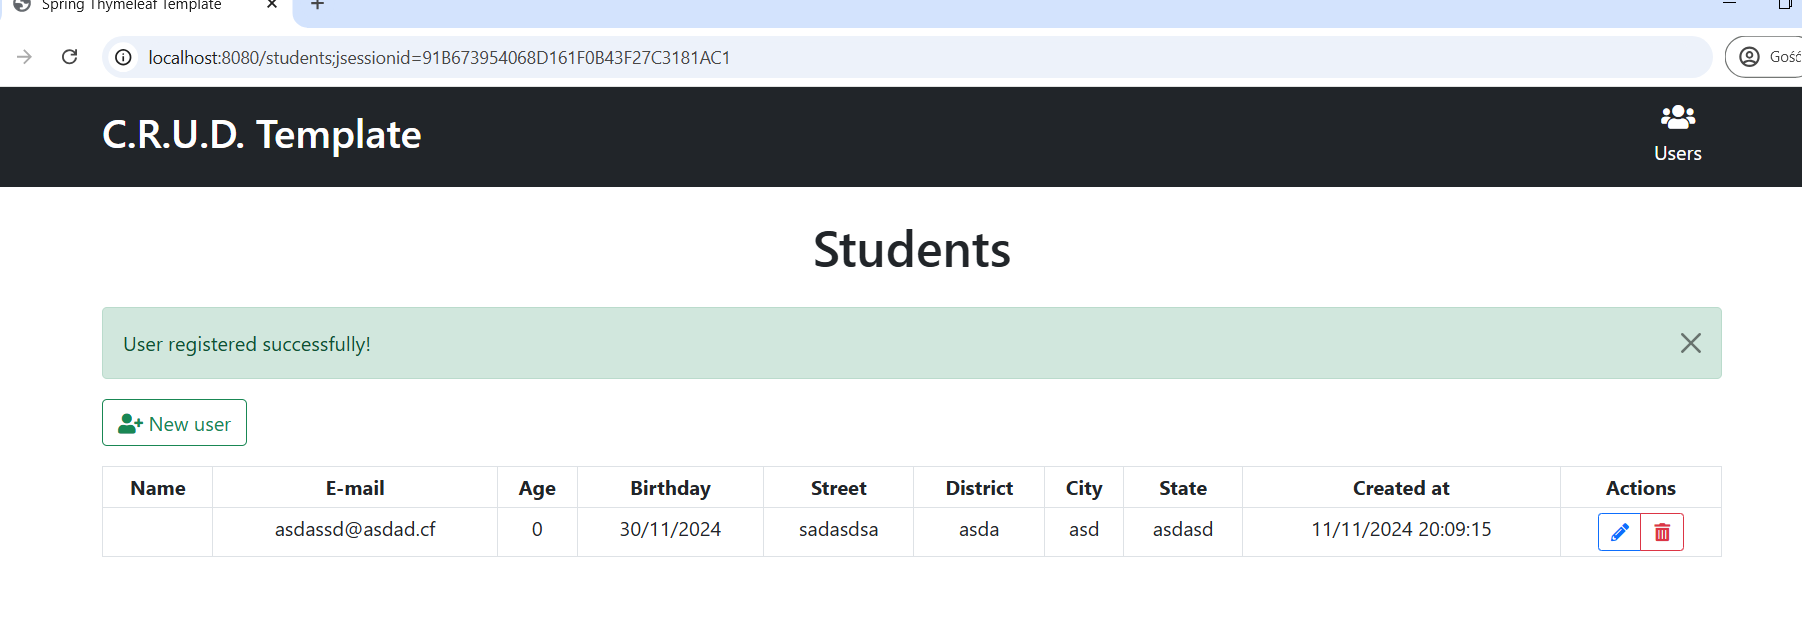 Spring Thymeleaf Template
localhost:8080/students;jsessionid=91B673954068D161F0B43F27C3181AC1
Gość
C.R.U.D. Template
Users
Students
User registered successfully!
New user
Name E-mail Age Birthday Street District City State Created at Actions
asdassd@asdad.cf 0 30/11/2024 sadasdsa asda asd asdasd 11/11/2024 20:09:15